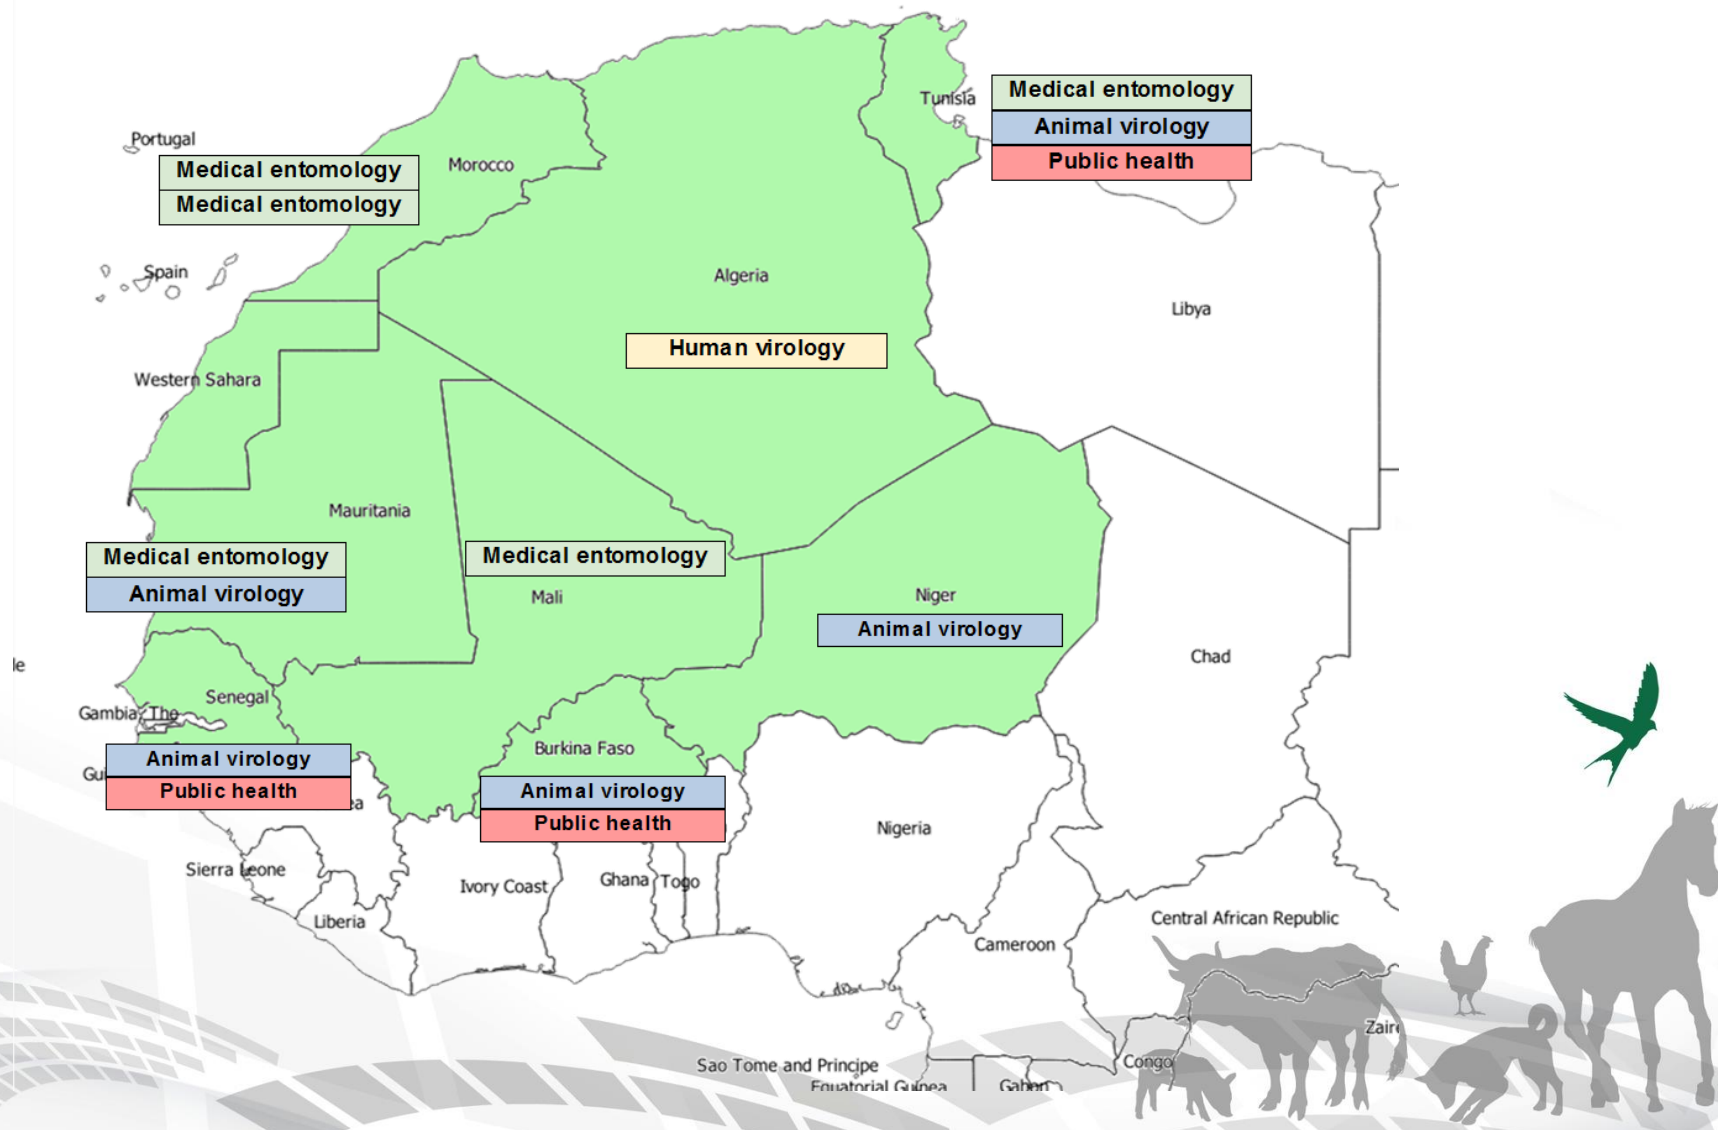 Tunisia
Medical entomology
Animal virology
Public health
Portugal
Medical entomology
Medical entomology
Morocco
Spain
Algeria
Libya
Human virology
Western Sahara
Mauritania
Medical entomology
Animal virology
Medical entomology
Mali
Niger
Animal virology
Chad
le
Senegal
Gambia, The
Animal virology
Public health
Gui
ea
Burkina Faso
Animal virology
Public health
Nigeria
Sierra Leone
Ivory Coast
Ghana
Togo
Liberia
Cameroon
Central African Republic
Zaire
Congo
Sao Tome and Principe
Equatorial Guinea
Gabon